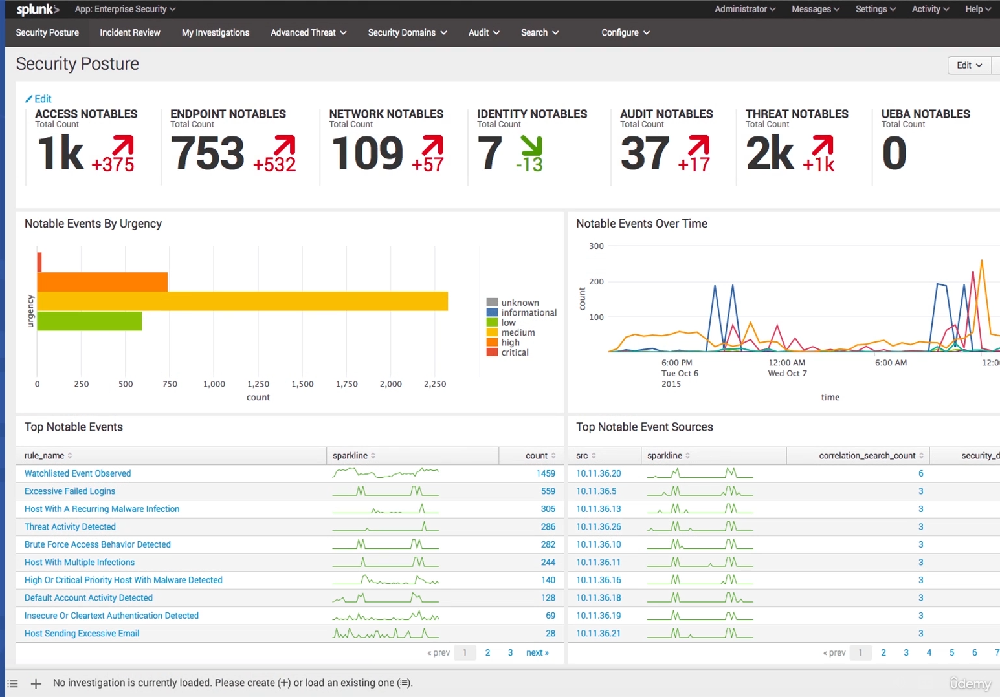 splunk> App: Enterprise Security Administrator Messages Settings Activity Help
Security Posture Incident Review My Investigations Advanced Threat Security Domains Audit Search Configure
Security Posture
Edit
Edit
ACCESS NOTABLES
Total Count
1k +375
ENDPOINT NOTABLES
Total Count
753 +532
NETWORK NOTABLES
Total Count
109 +57
IDENTITY NOTABLES
Total Count
7 -13
AUDIT NOTABLES
Total Count
37 +17
THREAT NOTABLES
Total Count
2k +1k
UEBA NOTABLES
Total Count
0
Notable Events By Urgency
urgency
unknown
informational
low
medium
high
critical
0 250 500 750 1,000 1,250 1,500 1,750 2,000 2,250
count
Notable Events Over Time
300
200
100
count
6:00 PM
Tue Oct 6
2015
12:00 AM
Wed Oct 7
6:00 AM
12:00
time
Top Notable Events
rule_name sparkline count
Watchlisted Event Observed 1459
Excessive Failed Logins 559
Host With A Recurring Malware Infection 305
Threat Activity Detected 286
Brute Force Access Behavior Detected 282
Host With Multiple Infections 244
High Or Critical Priority Host With Malware Detected 140
Default Account Activity Detected 128
Insecure Or Cleartext Authentication Detected 69
Host Sending Excessive Email 28
« prev 1 2 3 next »
Top Notable Event Sources
src sparkline correlation_search_count security_d
10.11.36.20 6
10.11.36.5 3
10.11.36.13 3
10.11.36.26 3
10.11.36.10 3
10.11.36.11 3
10.11.36.16 3
10.11.36.18 3
10.11.36.19 3
10.11.36.21 3
« prev 1 2 3 4 5 6 7
No investigation is currently loaded. Please create (+) or load an existing one (≡).
ûdemy